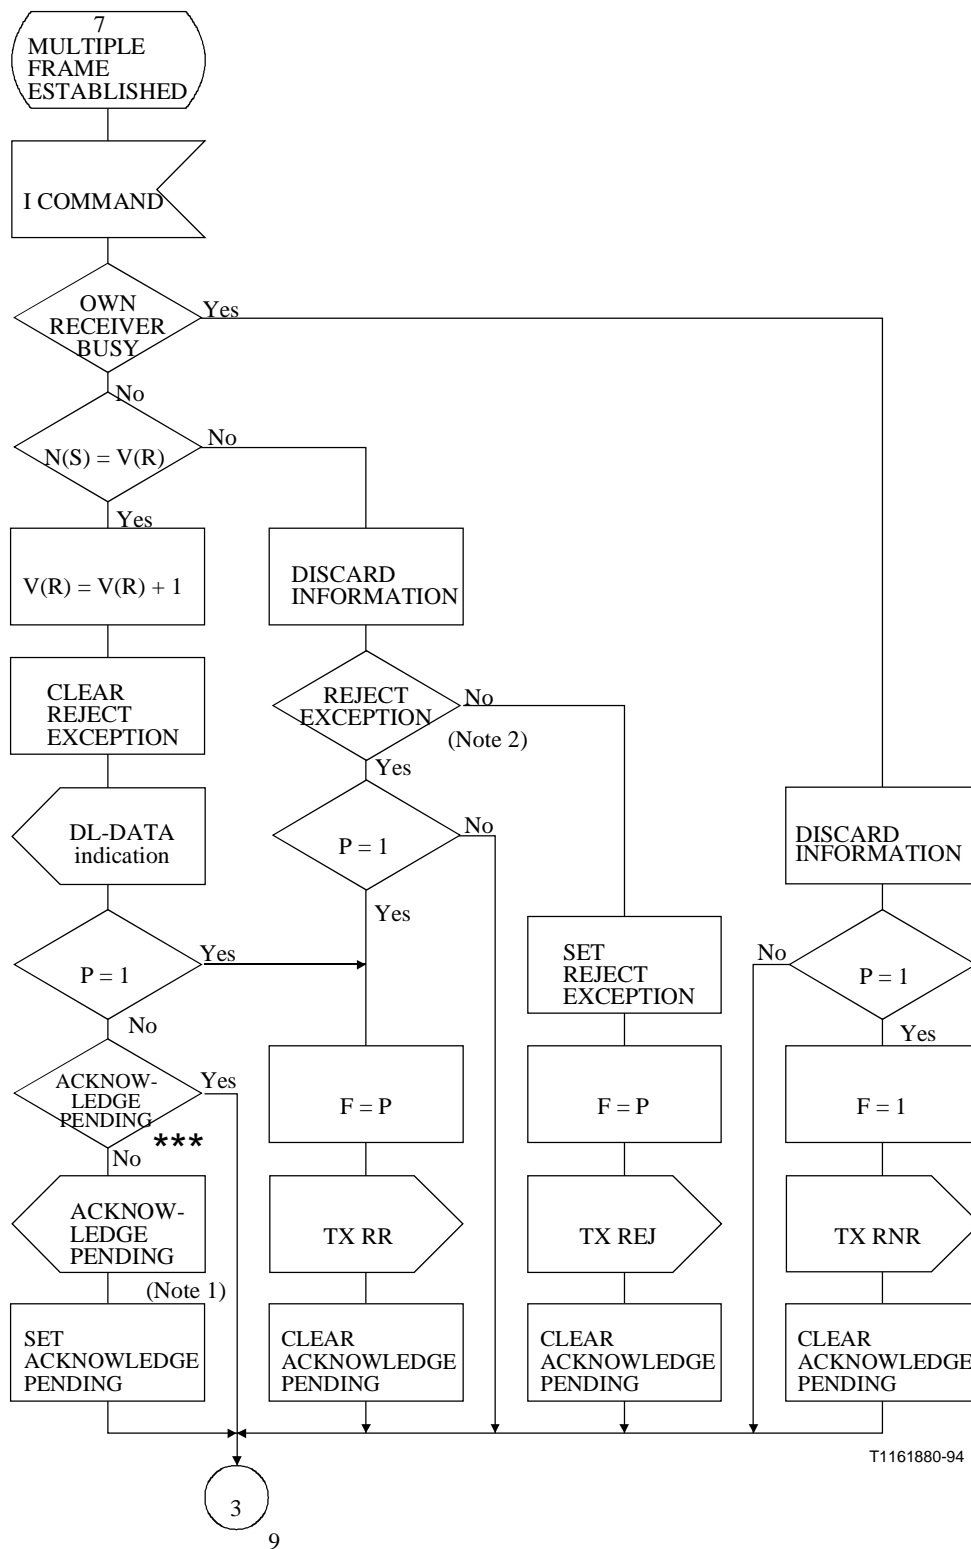 7
MULTIPLE
FRAME
ESTABLISHED
I COMMAND
OWN
RECEIVER
BUSY
Yes
No
N(S) = V(R)
No
Yes
V(R) = V(R) + 1
DISCARD
INFORMATION
CLEAR
REJECT
EXCEPTION
REJECT
EXCEPTION
No
(Note 2)
Yes
DL-DATA
indication
P = 1
No
Yes
DISCARD
INFORMATION
P = 1
Yes
No
SET
REJECT
EXCEPTION
No
P = 1
Yes
ACKNOW-
LEDGE
PENDING
Yes
***
No
F = P
F = P
F = 1
ACKNOW-
LEDGE
PENDING
(Note 1)
TX RR
TX REJ
TX RNR
SET
ACKNOWLEDGE
PENDING
CLEAR
ACKNOWLEDGE
PENDING
CLEAR
ACKNOWLEDGE
PENDING
CLEAR
ACKNOWLEDGE
PENDING
T1161880-94
3
9